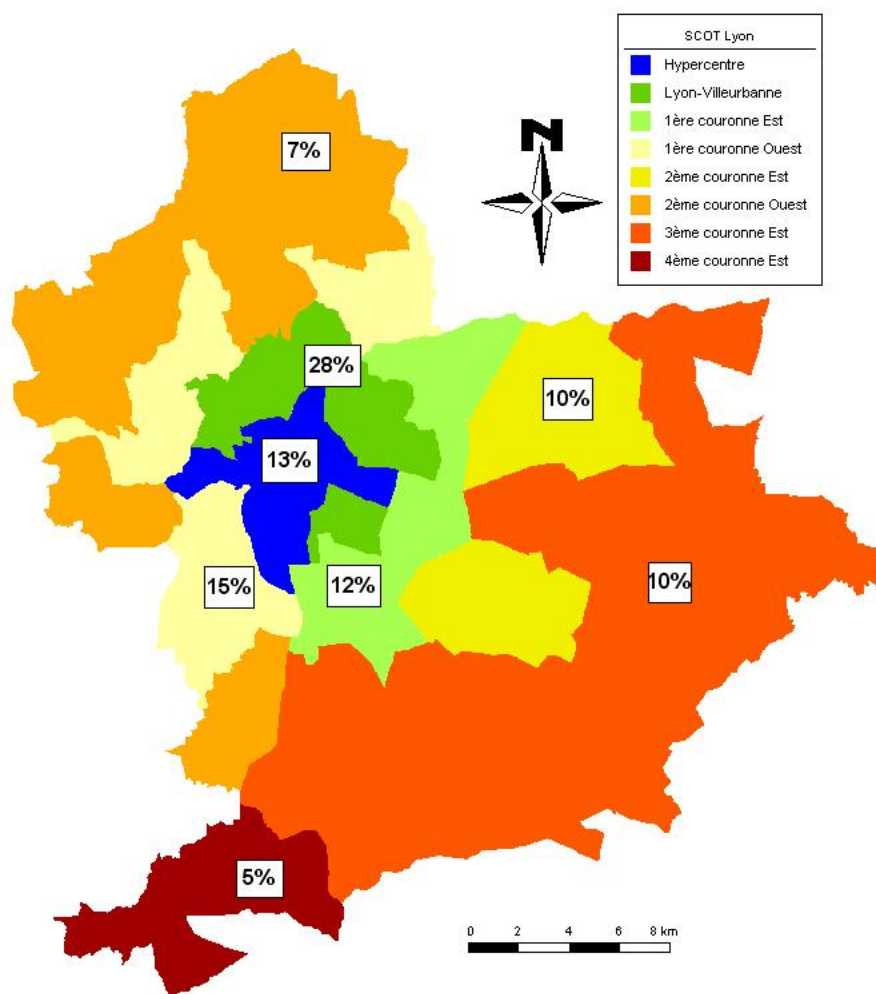 SCOT Lyon
Hypercentre
Lyon-Villeurbanne
1ère couronne Est
1ère couronne Ouest
2ème couronne Est
2ème couronne Ouest
3ème couronne Est
4ème couronne Est
N
7%
28%
10%
13%
15%
12%
10%
5%
0 2 4 6 8 km